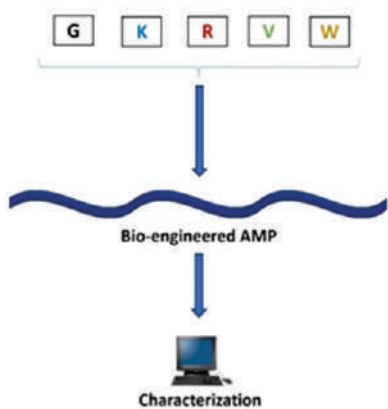 G K R V W
Bio-engineered AMP
Characterization